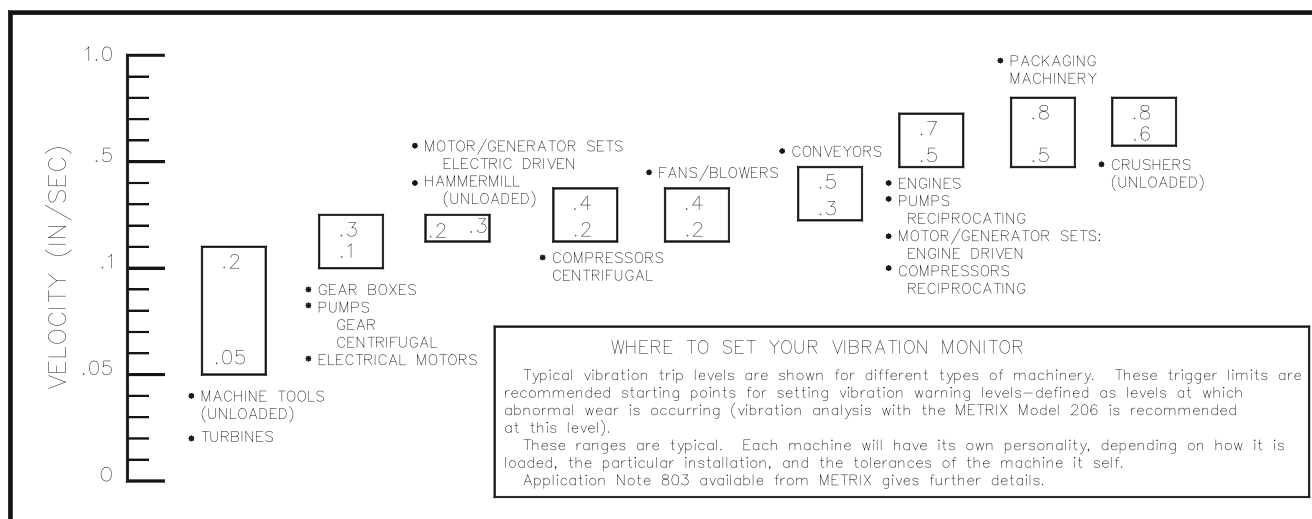 VELOCITY (IN/SEC)
1.0
.5
.1
.05
0
.2
.05
• MACHINE TOOLS
(UNLOADED)
• TURBINES
.3
.1
• GEAR BOXES
• PUMPS
GEAR
CENTRIFUGAL
• ELECTRICAL MOTORS
• MOTOR/GENERATOR SETS
ELECTRIC DRIVEN
• HAMMERMILL
(UNLOADED)
.2 .3
.4
.2
• COMPRESSORS
CENTRIFUGAL
• FANS/BLOWERS
.4
.2
• CONVEYORS
.5
.3
.7
.5
• ENGINES
• PUMPS
RECIPROCATING
• MOTOR/GENERATOR SETS:
ENGINE DRIVEN
• COMPRESSORS
RECIPROCATING
• PACKAGING
MACHINERY
.8
.5
.8
.6
• CRUSHERS
(UNLOADED)
WHERE TO SET YOUR VIBRATION MONITOR
Typical vibration trip levels are shown for different types of machinery. These trigger limits are
recommended starting points for setting vibration warning levels—defined as levels at which
abnormal wear is occurring (vibration analysis with the METRIX Model 206 is recommended
at this level).
These ranges are typical. Each machine will have its own personality, depending on how it is
loaded, the particular installation, and the tolerances of the machine it self.
Application Note 803 available from METRIX gives further details.